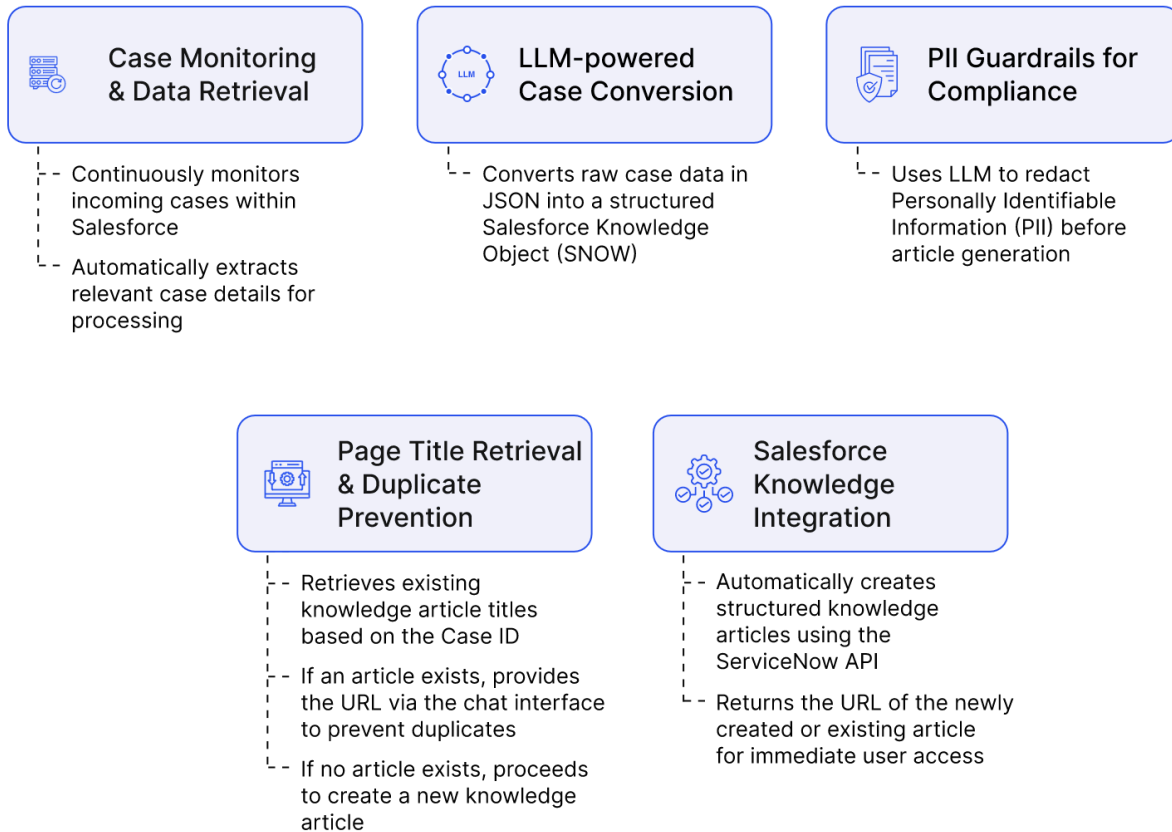 Case Monitoring
& Data Retrieval
Continuously monitors
incoming cases within
Salesforce
Automatically extracts
relevant case details for
processing
LLM
LLM-powered
Case Conversion
Converts raw case data in
JSON into a structured
Salesforce Knowledge
Object (SNOW)
PII Guardrails for
Compliance
Uses LLM to redact
Personally Identifiable
Information (PII) before
article generation
Page Title Retrieval
& Duplicate
Prevention
Retrieves existing
knowledge article titles
based on the Case ID
If an article exists, provides
the URL via the chat interface
to prevent duplicates
If no article exists, proceeds
to create a new knowledge
article
Salesforce
Knowledge
Integration
Automatically creates
structured knowledge
articles using the
ServiceNow API
Returns the URL of the newly
created or existing article
for immediate user access